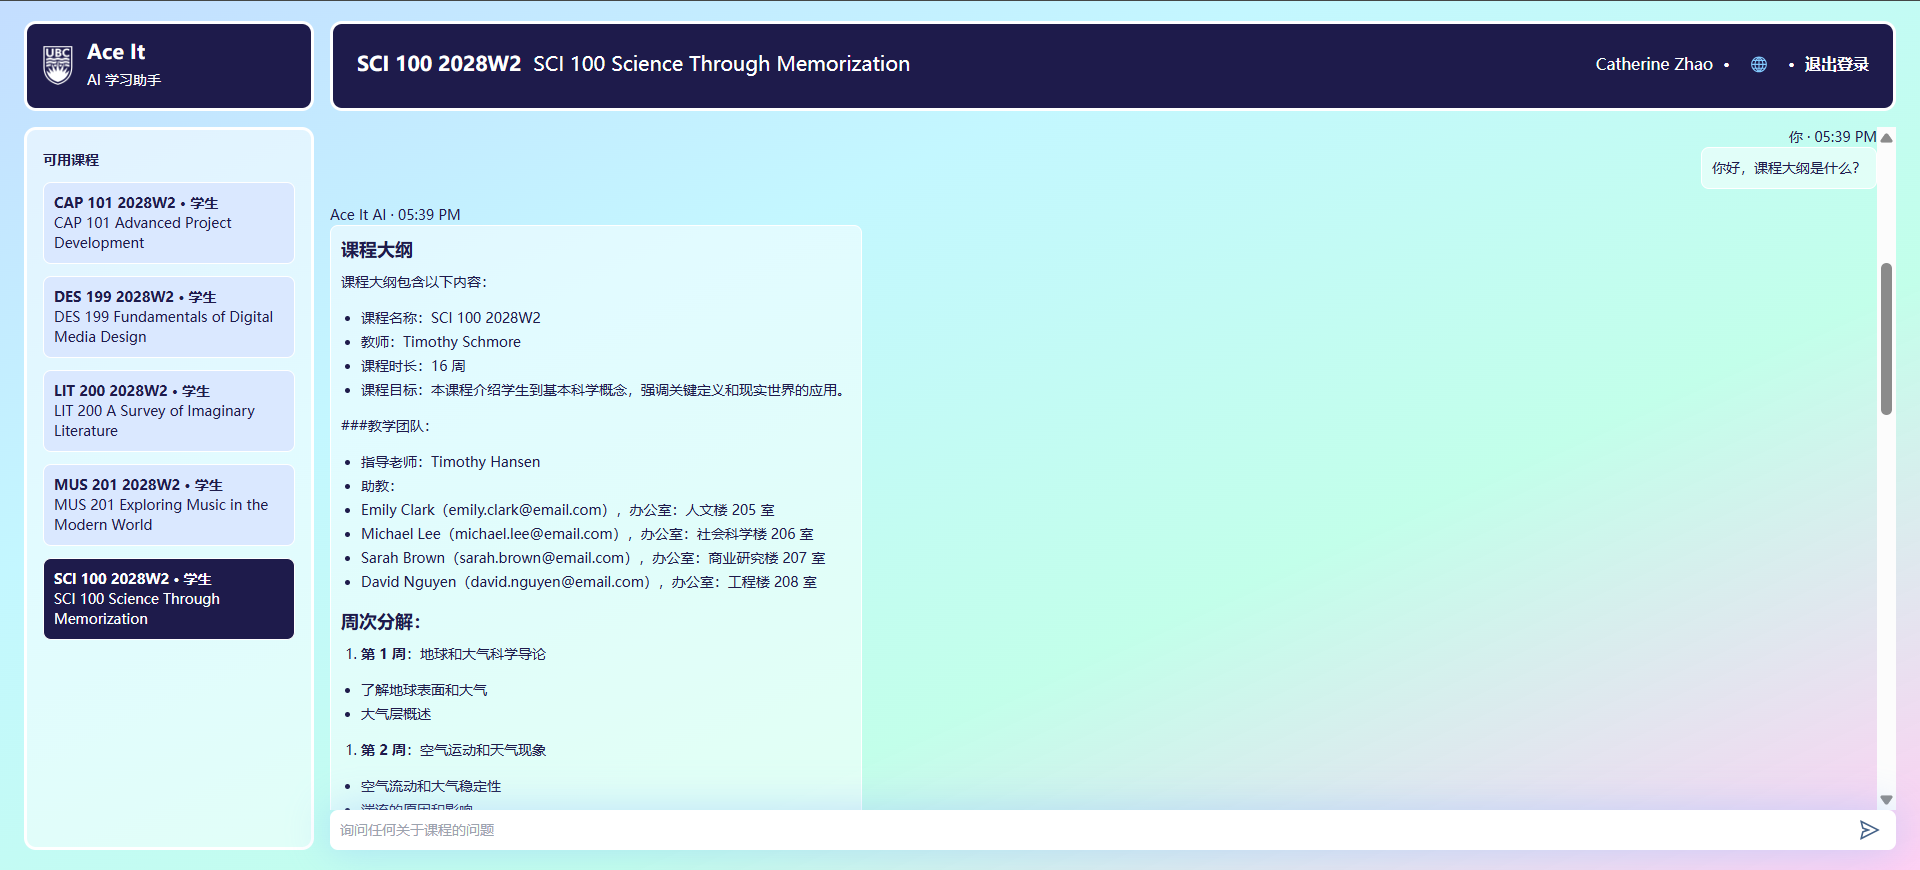 UBC
Ace It
AI 学习助手
SCI 100 2028W2 SCI 100 Science Through Memorization
Catherine Zhao • 🌐 • 退出登录
可用课程
CAP 101 2028W2 • 学生
CAP 101 Advanced Project
Development
DES 199 2028W2 • 学生
DES 199 Fundamentals of Digital
Media Design
LIT 200 2028W2 • 学生
LIT 200 A Survey of Imaginary
Literature
MUS 201 2028W2 • 学生
MUS 201 Exploring Music in the
Modern World
SCI 100 2028W2 • 学生
SCI 100 Science Through
Memorization
你 · 05:39 PM
你好，课程大纲是什么？
Ace It AI · 05:39 PM
课程大纲
课程大纲包含以下内容：
• 课程名称：SCI 100 2028W2
• 教师：Timothy Schmore
• 课程时长：16 周
• 课程目标：本课程介绍学生到基本科学概念，强调关键定义和现实世界的应用。
###教学团队：
• 指导老师：Timothy Hansen
• 助教：
• Emily Clark（emily.clark@email.com），办公室：人文楼 205 室
• Michael Lee（michael.lee@email.com），办公室：社会科学楼 206 室
• Sarah Brown（sarah.brown@email.com），办公室：商业研究楼 207 室
• David Nguyen（david.nguyen@email.com），办公室：工程楼 208 室
周次分解：
1. 第 1 周：地球和大气科学导论
• 了解地球表面和大气
• 大气层概述
1. 第 2 周：空气运动和天气现象
• 空气流动和大气稳定性
• 湍流的原因和影响
询问任何关于课程的问题